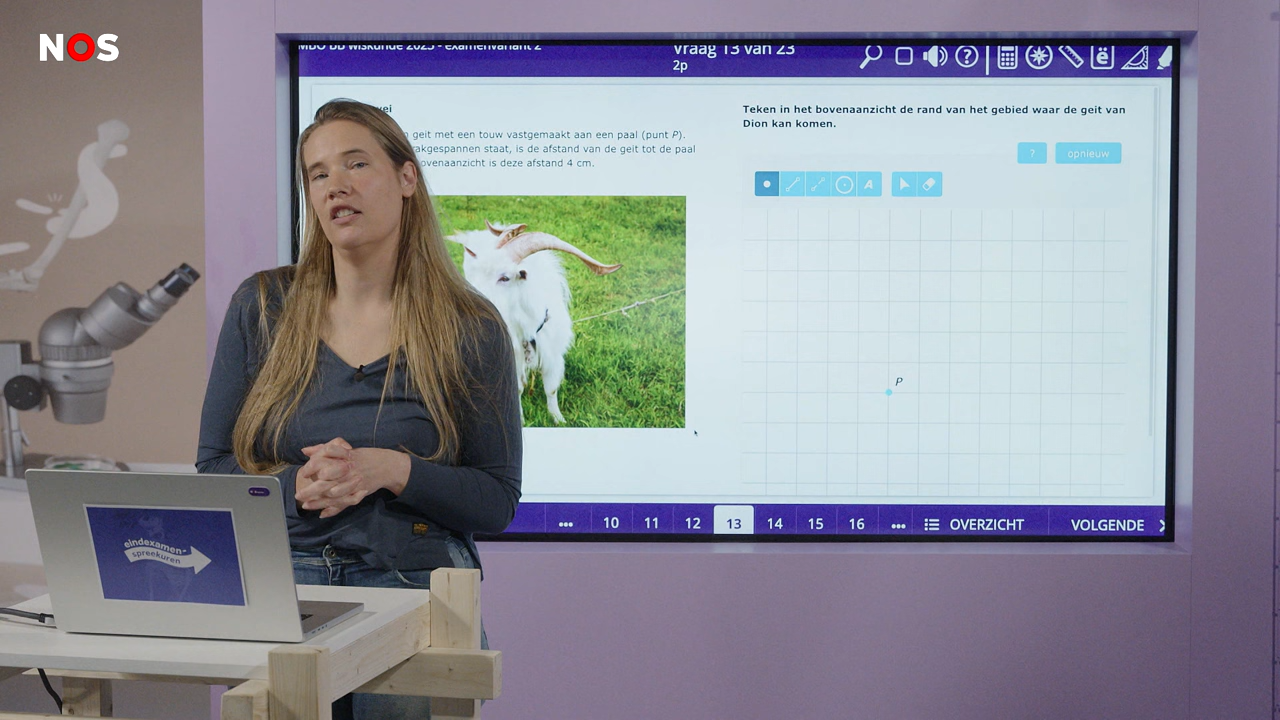 NOS
BB wiskunde 2023 - examenvariant 2
Vraag 13 van 23
2p
geit met een touw vastgemaakt aan een paal (punt P).
akgespannen staat, is de afstand van de geit tot de paal
ovenaanzicht is deze afstand 4 cm.
Teken in het bovenaanzicht de rand van het gebied waar de geit van
Dion kan komen.
? opnieuw
A
P
... 10 11 12 13 14 15 16 ... OVERZICHT VOLGENDE
eindexamen-
spreekuren